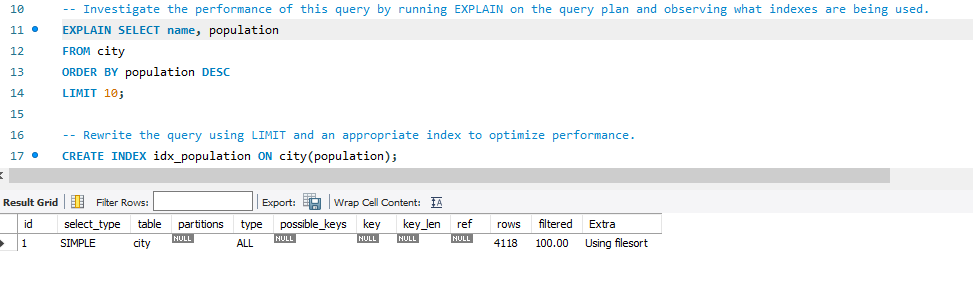 10 -- Investigate the performance of this query by running EXPLAIN on the query plan and observing what indexes are being used.
11 EXPLAIN SELECT name, population
12 FROM city
13 ORDER BY population DESC
14 LIMIT 10;
15
16 -- Rewrite the query using LIMIT and an appropriate index to optimize performance.
17 CREATE INDEX idx_population ON city(population);
Result Grid Filter Rows: Export: Wrap Cell Content: IA
id select_type table partitions type possible_keys key key_len ref rows filtered Extra
1 SIMPLE city NULL ALL NULL NULL NULL NULL 4118 100.00 Using filesort